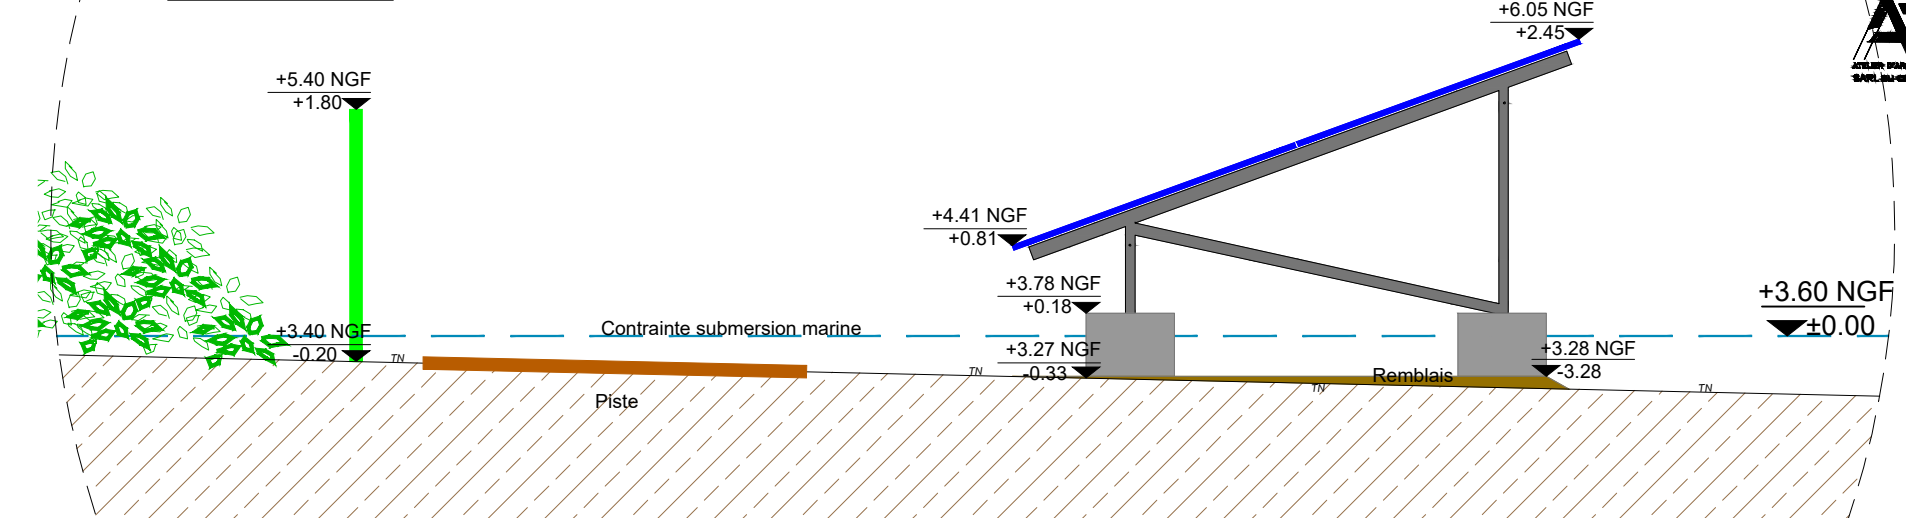 +6.05 NGF
+2.45
+5.40 NGF
+1.80
+4.41 NGF
+0.81
+3.78 NGF
+0.18
+3.60 NGF
±0.00
Contrainte submersion marine
+3.40 NGF
-0.20
TN
+3.27 NGF
-0.33
TN
+3.28 NGF
-3.28
Remblais
TN
TN
Piste